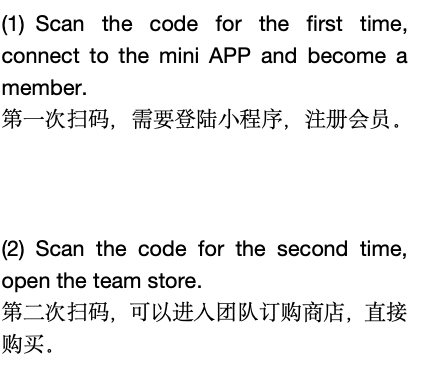 (1) Scan the code for the first time,
connect to the mini APP and become a
member.
第一次扫码，需要登陆小程序，注册会员。
(2) Scan the code for the second time,
open the team store.
第二次扫码，可以进入团队订购商店，直接
购买。